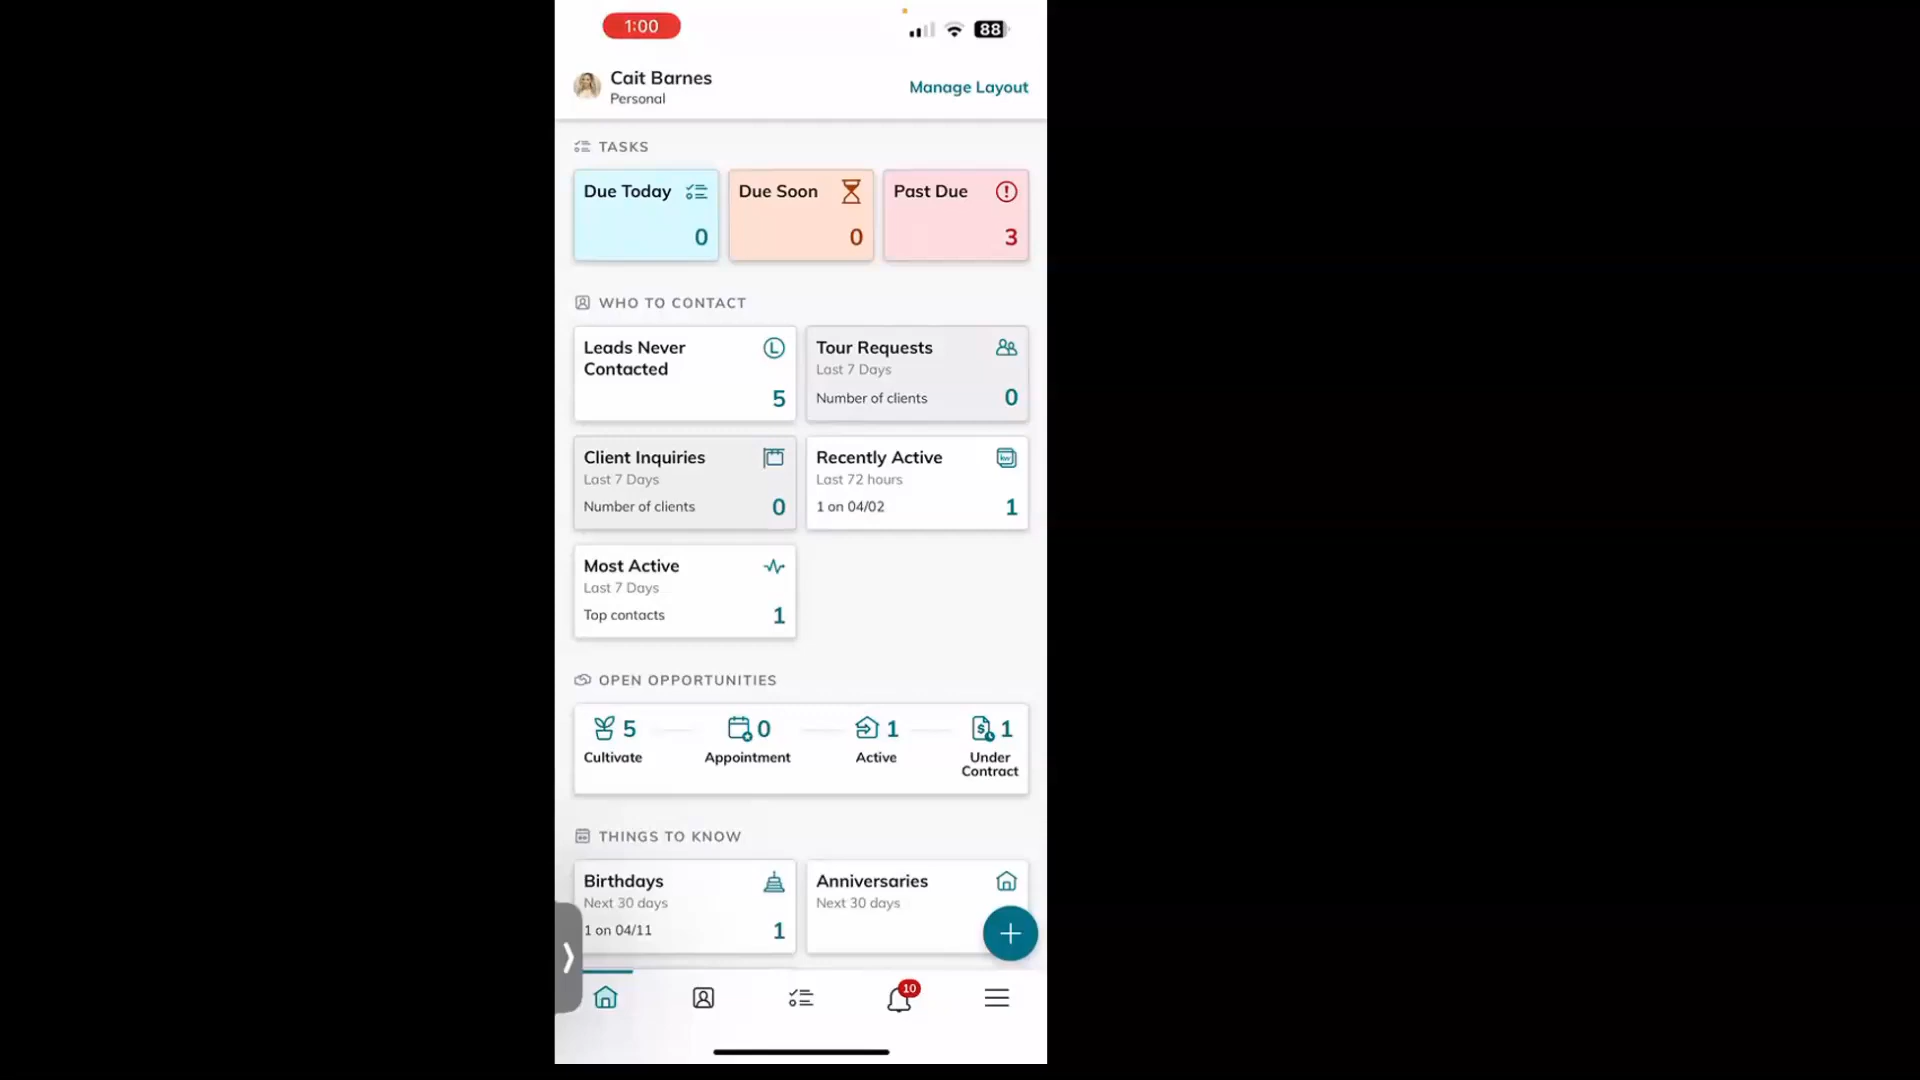 1:00
88
Cait Barnes
Personal
Manage Layout
TASKS
Due Today
0
Due Soon
0
Past Due
3
WHO TO CONTACT
Leads Never
Contacted
5
Tour Requests
Last 7 Days
Number of clients 0
Client Inquiries
Last 7 Days
Number of clients 0
Recently Active
Last 72 hours
1 on 04/02 1
Most Active
Last 7 Days
Top contacts 1
OPEN OPPORTUNITIES
5
Cultivate
0
Appointment
1
Active
1
Under
Contract
THINGS TO KNOW
Birthdays
Next 30 days
1 on 04/11 1
Anniversaries
Next 30 days
10